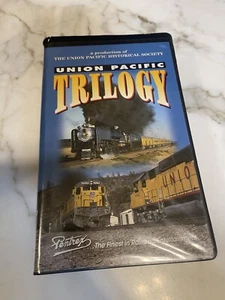 a production of
THE UNION PACIFIC HISTORICAL SOCIETY
UNION PACIFIC
TRILOGY
UNION
Pentrex
The Finest in